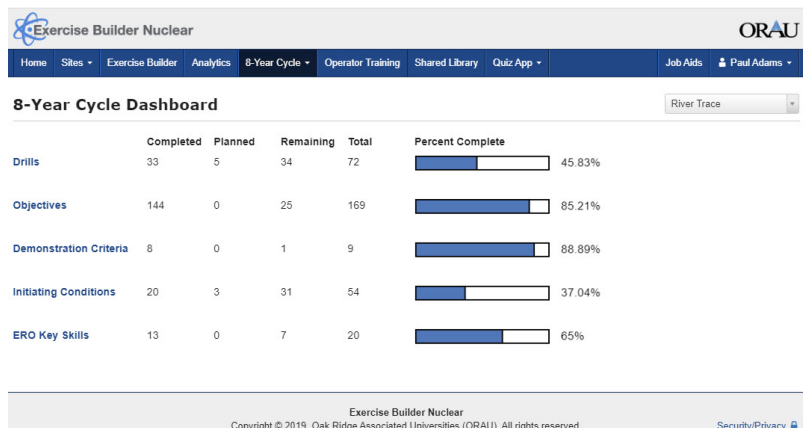 Exercise Builder Nuclear
ORAU
Home Sites Exercise Builder Analytics 8-Year Cycle Operator Training Shared Library Quiz App Job Aids Paul Adams
8-Year Cycle Dashboard
River Trace
Completed Planned Remaining Total Percent Complete
Drills 33 5 34 72 45.83%
Objectives 144 0 25 169 85.21%
Demonstration Criteria 8 0 1 9 88.89%
Initiating Conditions 20 3 31 54 37.04%
ERO Key Skills 13 0 7 20 65%
Exercise Builder Nuclear
Copyright © 2019, Oak Ridge Associated Universities (ORAU). All rights reserved.
Security/Privacy